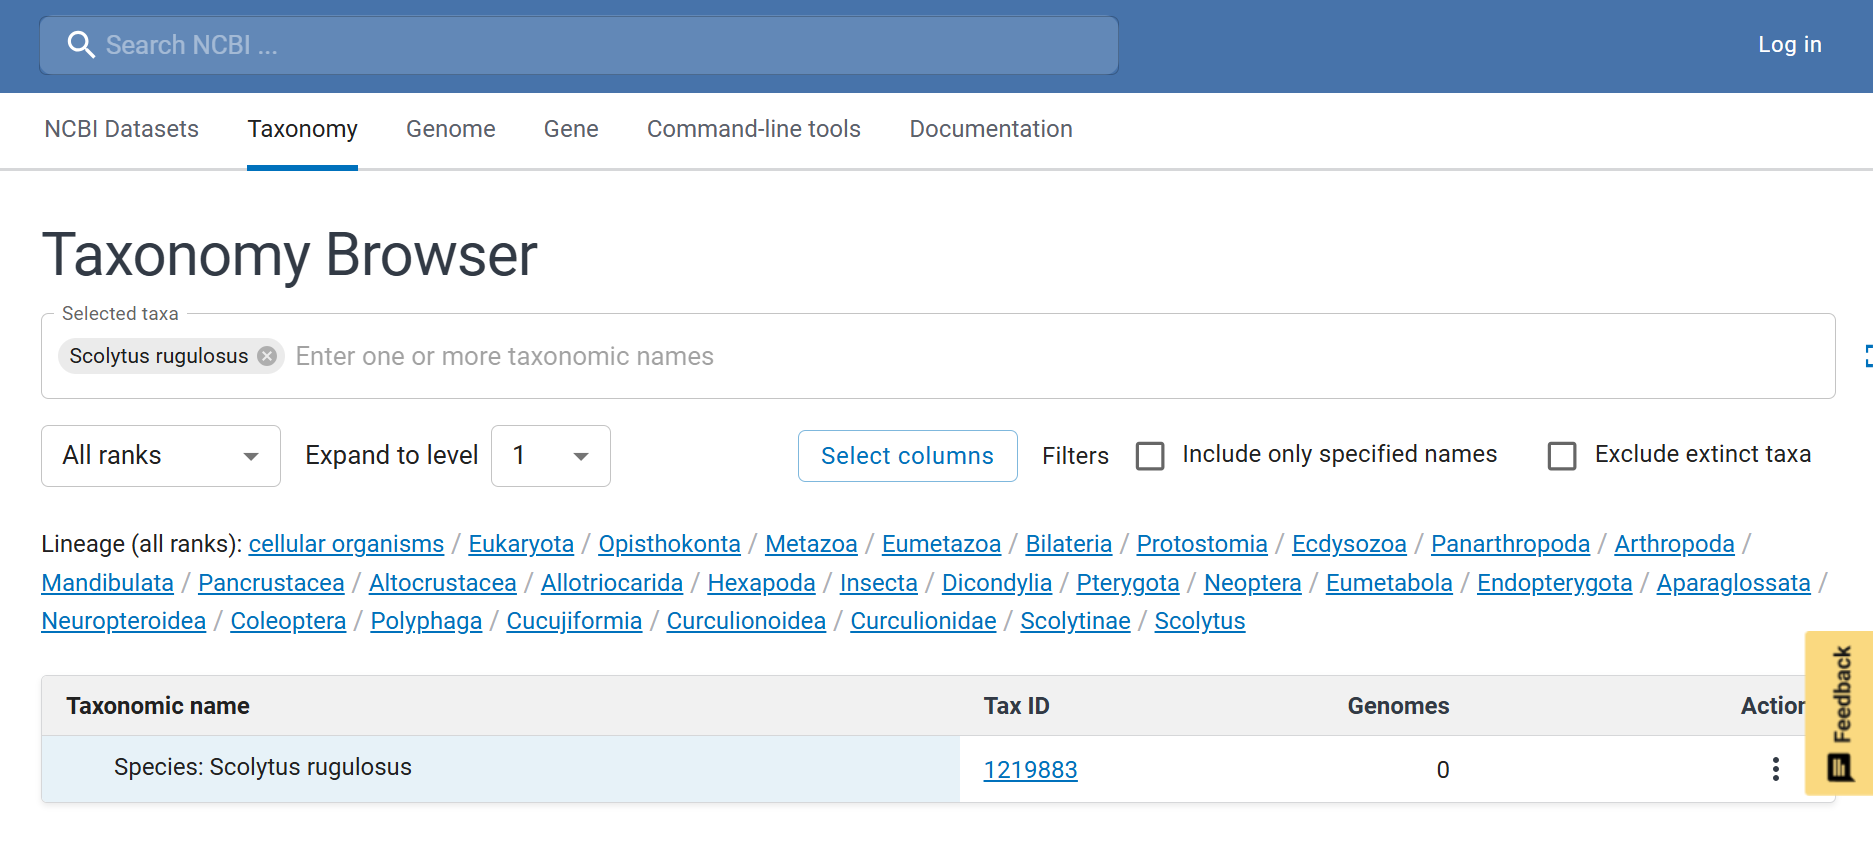 Search NCBI ...
Log in
NCBI Datasets Taxonomy Genome Gene Command-line tools Documentation
Taxonomy Browser
Selected taxa
Scolytus rugulosus Enter one or more taxonomic names
All ranks Expand to level 1 Select columns Filters Include only specified names Exclude extinct taxa
Lineage (all ranks): cellular organisms / Eukaryota / Opisthokonta / Metazoa / Eumetazoa / Bilateria / Protostomia / Ecdysozoa / Panarthropoda / Arthropoda /
Mandibulata / Pancrustacea / Altocrustacea / Allotriocarida / Hexapoda / Insecta / Dicondylia / Pterygota / Neoptera / Eumetabola / Endopterygota / Aparaglossata /
Neuropteroidea / Coleoptera / Polyphaga / Cucujiformia / Curculionoidea / Curculionidae / Scolytinae / Scolytus
Taxonomic name Tax ID Genomes
Species: Scolytus rugulosus 1219883 0
Feedback